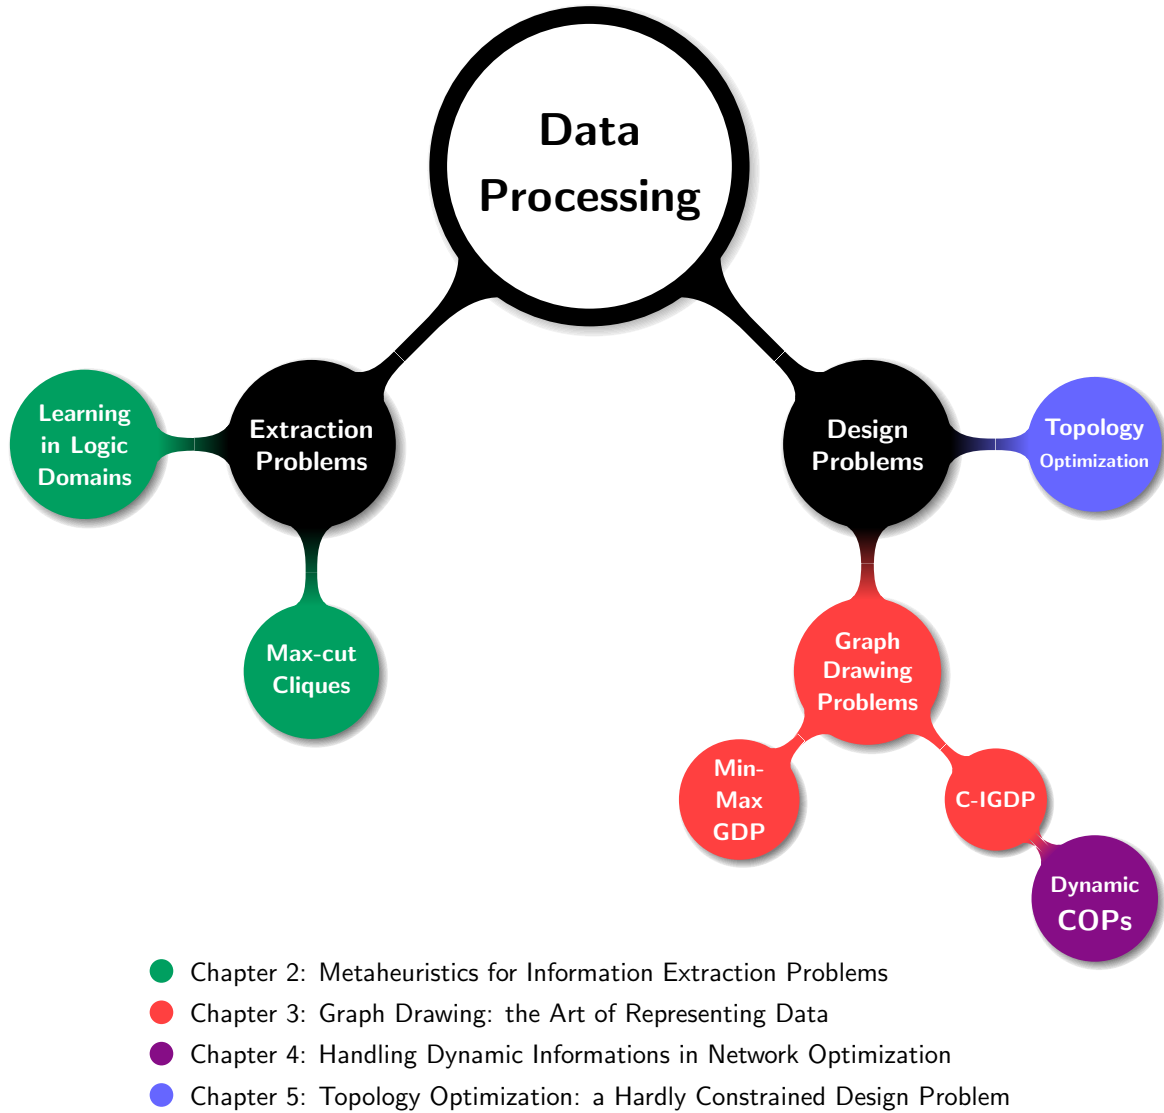 Data
Processing
Learning
in Logic
Domains
Extraction
Problems
Design
Problems
Topology
Optimization
Max-cut
Cliques
Graph
Drawing
Problems
Min-
Max
GDP
C-IGDP
Dynamic
COPs
Chapter 2: Metaheuristics for Information Extraction Problems
Chapter 3: Graph Drawing: the Art of Representing Data
Chapter 4: Handling Dynamic Informations in Network Optimization
Chapter 5: Topology Optimization: a Hardly Constrained Design Problem